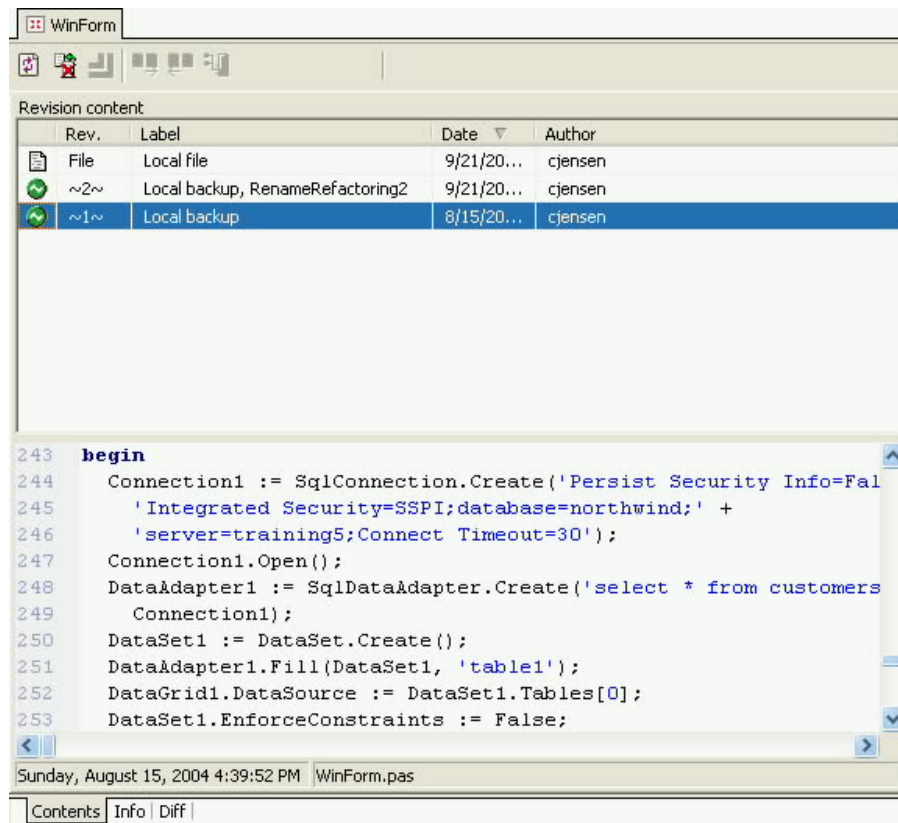 WinForm
Revision content
Rev. Label Date Author
File Local file 9/21/20... cjensen
~2~ Local backup, RenameRefactoring2 9/21/20... cjensen
~1~ Local backup 8/15/20... cjensen
243 begin
244 Connection1 := SqlConnection.Create('Persist Security Info=Fal
245 'Integrated Security=SSPI;database=northwind;' +
246 'server=training5;Connect Timeout=30');
247 Connection1.Open();
248 DataAdapter1 := SqlDataAdapter.Create('select * from customers
249 Connection1);
250 DataSet1 := DataSet.Create();
251 DataAdapter1.Fill(DataSet1, 'table1');
252 DataGrid1.DataSource := DataSet1.Tables[0];
253 DataSet1.EnforceConstraints := False;
Sunday, August 15, 2004 4:39:52 PM WinForm.pas
Contents Info Diff